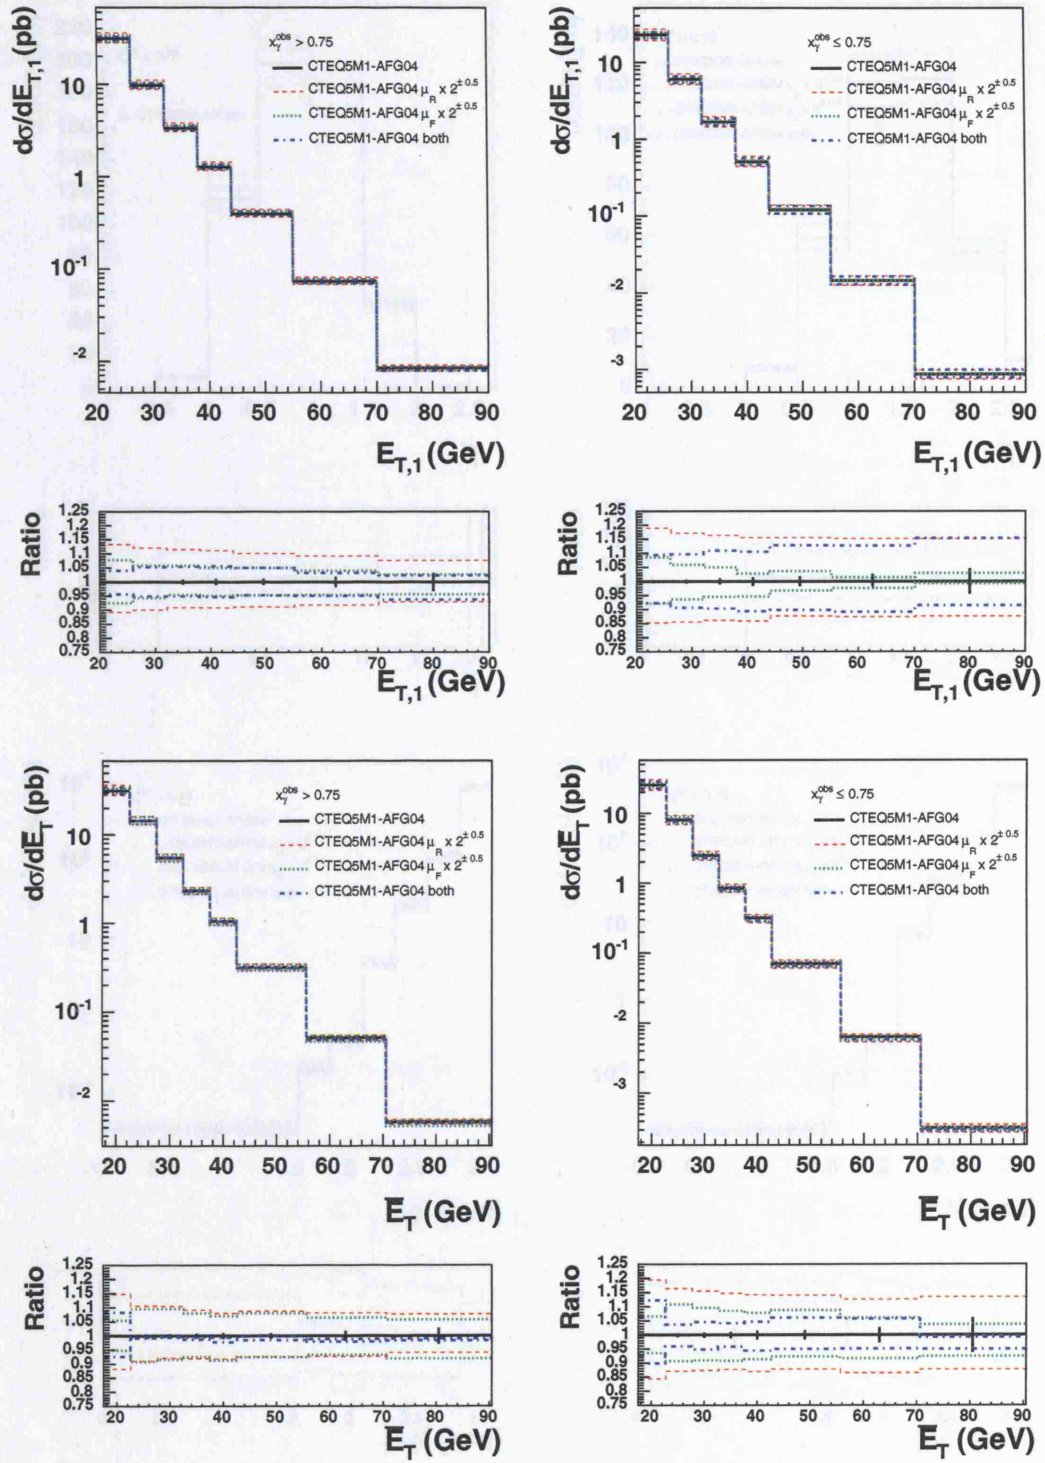 dσ/dE_T,1 (pb)
x_γ^obs > 0.75
CTEQ5M1-AFG04
CTEQ5M1-AFG04 μ_R x 2^±0.5
CTEQ5M1-AFG04 μ_F x 2^±0.5
CTEQ5M1-AFG04 both
10
1
10^-1
10^-2
20 30 40 50 60 70 80 90
E_T,1 (GeV)
Ratio
1.25
1.2
1.15
1.1
1.05
1
0.95
0.9
0.85
0.8
0.75
20 30 40 50 60 70 80 90
E_T,1 (GeV)
dσ/dE_T,1 (pb)
x_γ^obs ≤ 0.75
CTEQ5M1-AFG04
CTEQ5M1-AFG04 μ_R x 2^±0.5
CTEQ5M1-AFG04 μ_F x 2^±0.5
CTEQ5M1-AFG04 both
10
1
10^-1
-2
-3
20 30 40 50 60 70 80 90
E_T,1 (GeV)
Ratio
1.25
1.2
1.15
1.1
1.05
1
0.95
0.9
0.85
0.8
0.75
20 30 40 50 60 70 80 90
E_T,1 (GeV)
dσ/dE̅_T (pb)
x_γ^obs > 0.75
CTEQ5M1-AFG04
CTEQ5M1-AFG04 μ_R x 2^±0.5
CTEQ5M1-AFG04 μ_F x 2^±0.5
CTEQ5M1-AFG04 both
10
1
10^-1
-2
20 30 40 50 60 70 80 90
E̅_T (GeV)
Ratio
1.25
1.2
1.15
1.1
1.05
1
0.95
0.9
0.85
0.8
0.75
20 30 40 50 60 70 80 90
E̅_T (GeV)
dσ/dE̅_T (pb)
x_γ^obs ≤ 0.75
CTEQ5M1-AFG04
CTEQ5M1-AFG04 μ_R x 2^±0.5
CTEQ5M1-AFG04 μ_F x 2^±0.5
CTEQ5M1-AFG04 both
10
1
10^-1
-2
-3
20 30 40 50 60 70 80 90
E̅_T (GeV)
Ratio
1.25
1.2
1.15
1.1
1.05
1
0.95
0.9
0.85
0.8
0.75
20 30 40 50 60 70 80 90
E̅_T (GeV)